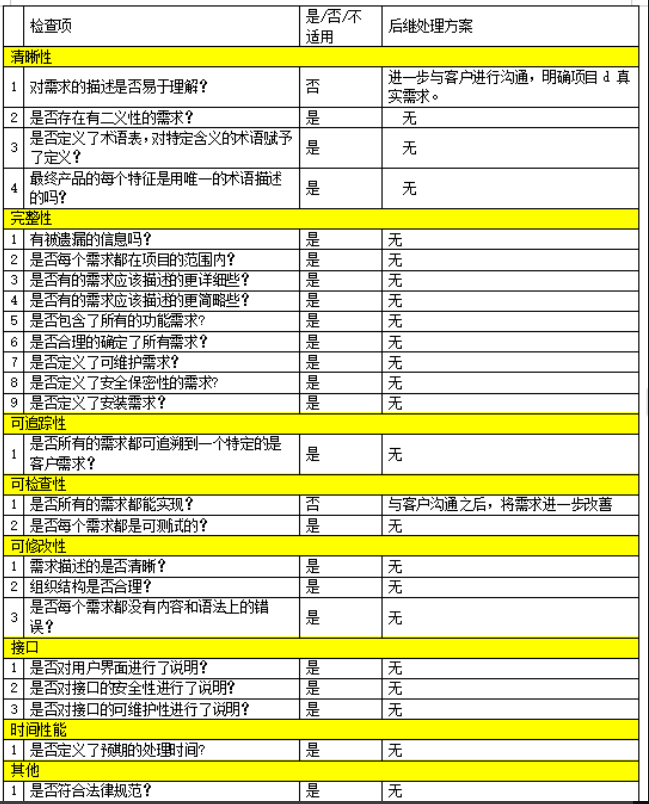 检查项 是/否/不适用 后继处理方案
清晰性
1 对需求的描述是否易于理解? 否 进一步与客户进行沟通，明确项目 d 真实需求。
2 是否存在有二义性的需求? 是 无
3 是否定义了术语表，对特定含义的术语赋予了定义? 是 无
4 最终产品的每个特征是用唯一的术语描述的吗? 是 无
完整性
1 有被遗漏的信息吗? 是 无
2 是否每个需求都在项目的范围内? 是 无
3 是否有的需求应该描述的更详细些? 是 无
4 是否有的需求应该描述的更简略些? 是 无
5 是否包含了所有的功能需求? 是 无
6 是否合理的确定了所有需求? 是 无
7 是否定义了可维护需求? 是 无
8 是否定义了安全保密性的需求? 是 无
9 是否定义了安装需求? 是 无
可追踪性
1 是否所有的需求都可追溯到一个特定的是客户需求? 是 无
可检查性
1 是否所有的需求都能实现? 否 与客户沟通之后，将需求进一步改善
2 是否每个需求都是可测试的? 是 无
可修改性
1 需求描述的是否清晰? 是 无
2 组织结构是否合理? 是 无
3 是否每个需求都没有内容和语法上的错误? 是 无
接口
1 是否对用户界面进行了说明? 是 无
2 是否对接口的安全性进行了说明? 是 无
3 是否对接口的可维护性进行了说明? 是 无
时间性能
1 是否定义了预期的处理时间? 是 无
其他
1 是否符合法律规范? 是 无